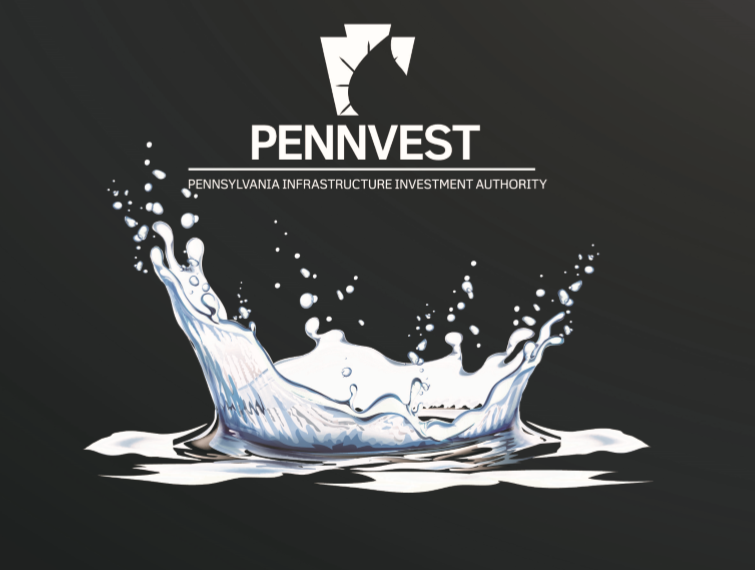 PENNVEST
PENNSYLVANIA INFRASTRUCTURE INVESTMENT AUTHORITY